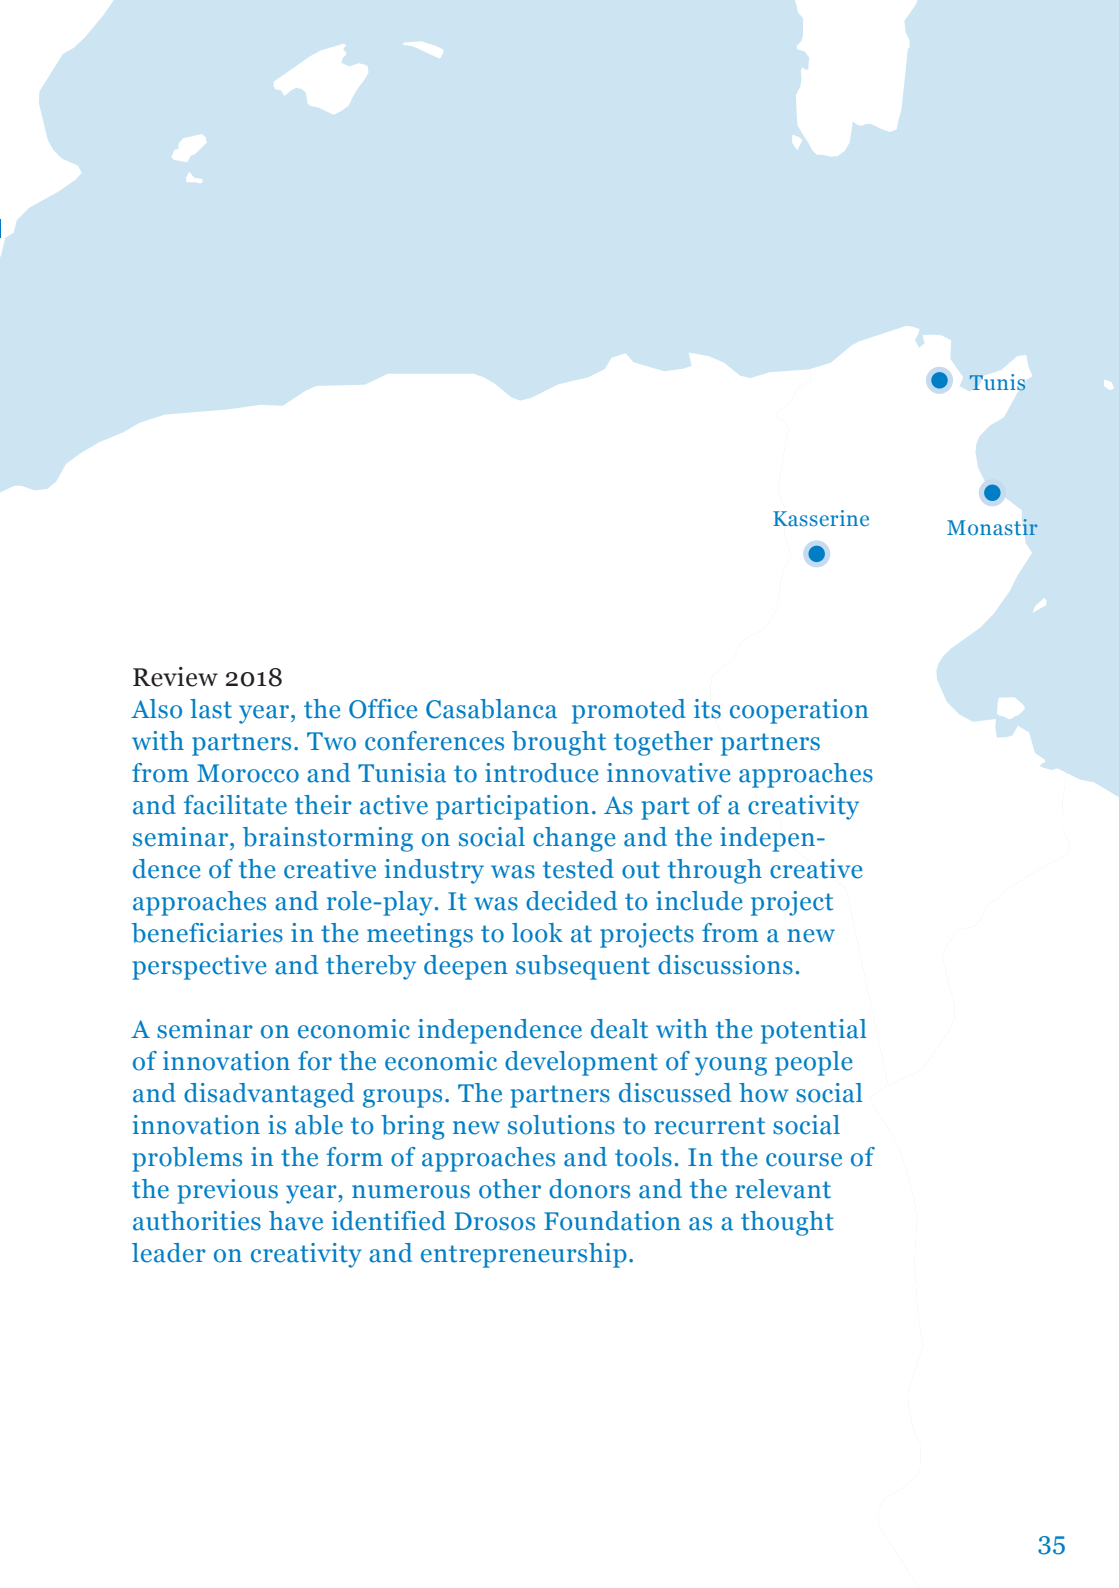 Tunis
Kasserine
Monastir
Review 2018
Also last year, the Office Casablanca  promoted its cooperation
with partners. Two conferences brought together partners
from Morocco and Tunisia to introduce innovative approaches
and facilitate their active participation. As part of a creativity
seminar, brainstorming on social change and the indepen-
dence of the creative industry was tested out through creative
approaches and role-play. It was decided to include project
beneficiaries in the meetings to look at projects from a new
perspective and thereby deepen subsequent discussions.
A seminar on economic independence dealt with the potential
of innovation for the economic development of young people
and disadvantaged groups. The partners discussed how social
innovation is able to bring new solutions to recurrent social
problems in the form of approaches and tools. In the course of
the previous year, numerous other donors and the relevant
authorities have identified Drosos Foundation as a thought
leader on creativity and entrepreneurship.
35